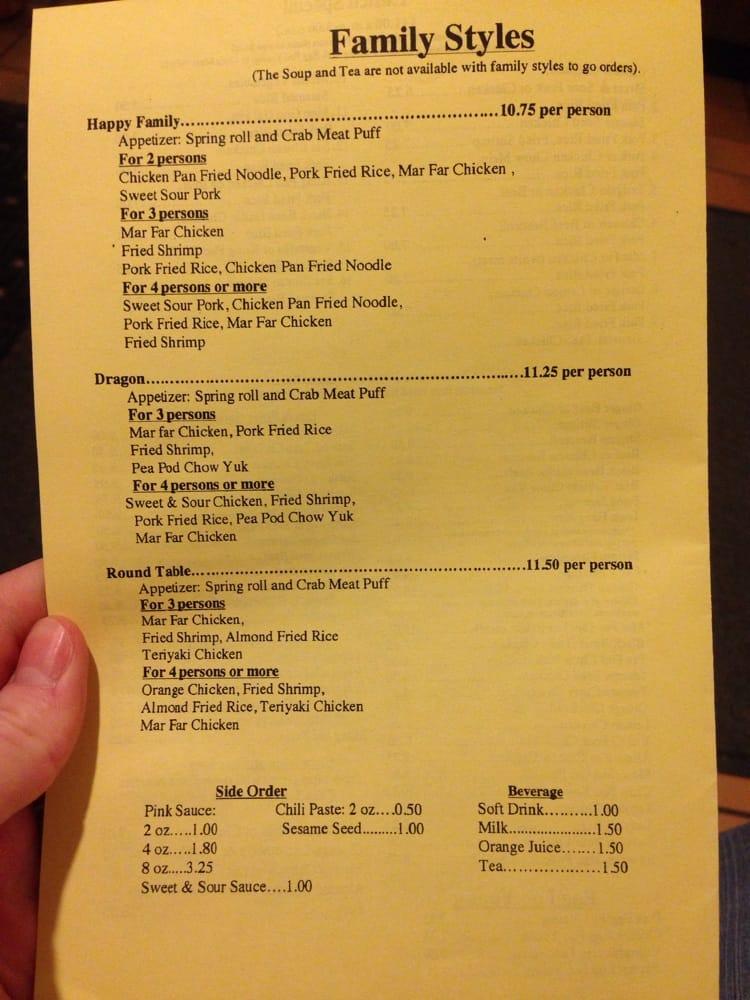 Family Styles
(The Soup and Tea are not available with family styles to go orders).
Happy Family..........................................................10.75 per person
Appetizer: Spring roll and Crab Meat Puff
For 2 persons
Chicken Pan Fried Noodle, Pork Fried Rice, Mar Far Chicken ,
Sweet Sour Pork
For 3 persons
Mar Far Chicken
Fried Shrimp
Pork Fried Rice, Chicken Pan Fried Noodle
For 4 persons or more
Sweet Sour Pork, Chicken Pan Fried Noodle,
Pork Fried Rice, Mar Far Chicken
Fried Shrimp
Dragon..................................................................11.25 per person
Appetizer: Spring roll and Crab Meat Puff
For 3 persons
Mar far Chicken, Pork Fried Rice
Fried Shrimp,
Pea Pod Chow Yuk
For 4 persons or more
Sweet & Sour Chicken, Fried Shrimp,
Pork Fried Rice, Pea Pod Chow Yuk
Mar Far Chicken
Round Table...........................................................11.50 per person
Appetizer: Spring roll and Crab Meat Puff
For 3 persons
Mar Far Chicken,
Fried Shrimp, Almond Fried Rice
Teriyaki Chicken
For 4 persons or more
Orange Chicken, Fried Shrimp,
Almond Fried Rice, Teriyaki Chicken
Mar Far Chicken
Side Order
Pink Sauce:
2 oz.....1.00
4 oz.....1.80
8 oz.....3.25
Sweet & Sour Sauce....1.00
Chili Paste: 2 oz....0.50
Sesame Seed.........1.00
Beverage
Soft Drink..........1.00
Milk.......................1.50
Orange Juice.......1.50
Tea.....................1.50